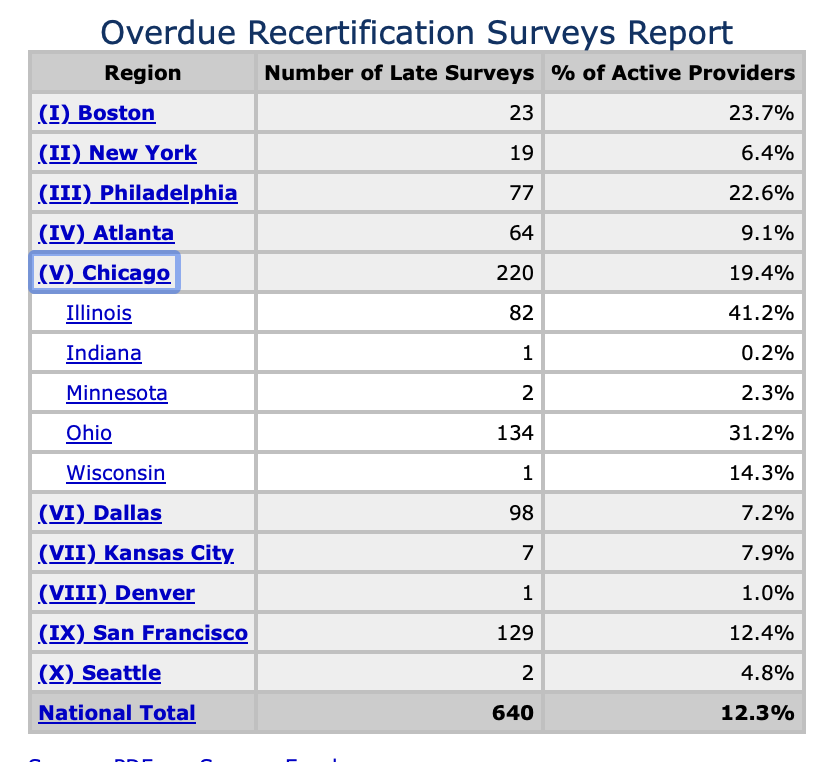 Overdue Recertification Surveys Report
Region Number of Late Surveys % of Active Providers
(I) Boston 23 23.7%
(II) New York 19 6.4%
(III) Philadelphia 77 22.6%
(IV) Atlanta 64 9.1%
(V) Chicago 220 19.4%
Illinois 82 41.2%
Indiana 1 0.2%
Minnesota 2 2.3%
Ohio 134 31.2%
Wisconsin 1 14.3%
(VI) Dallas 98 7.2%
(VII) Kansas City 7 7.9%
(VIII) Denver 1 1.0%
(IX) San Francisco 129 12.4%
(X) Seattle 2 4.8%
National Total 640 12.3%